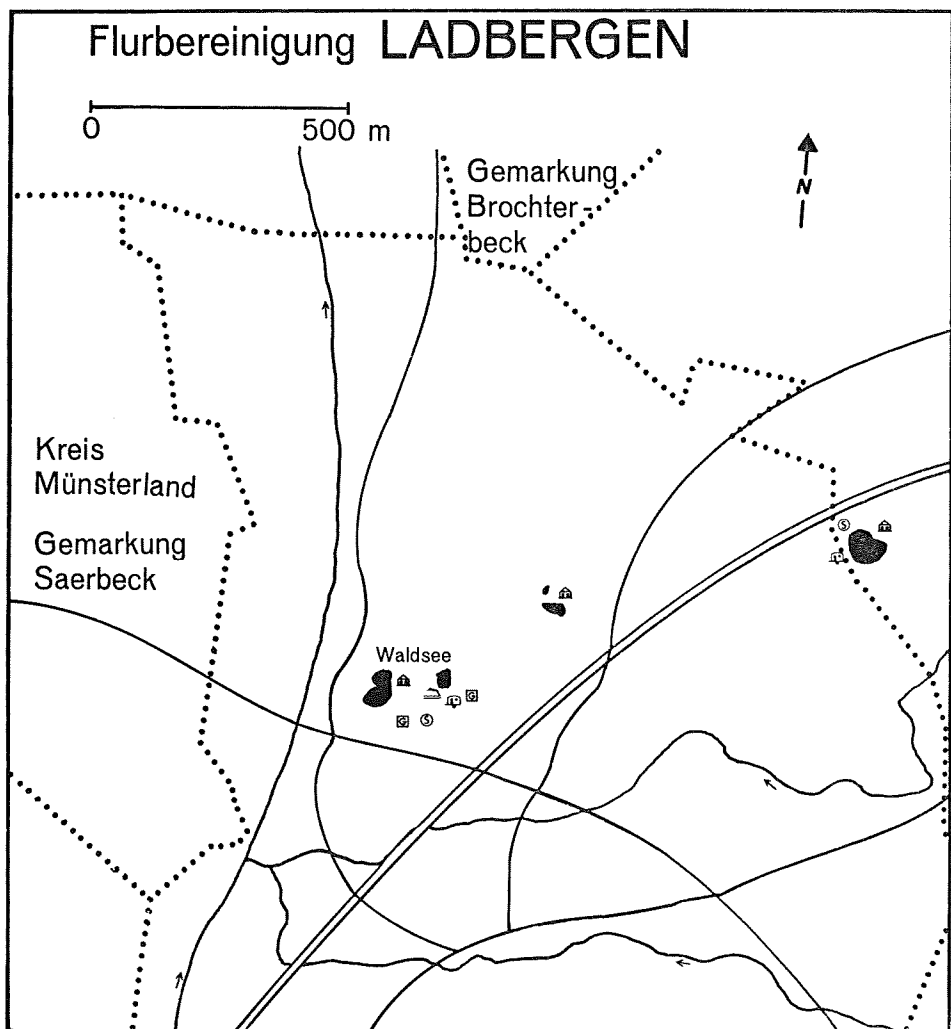 Flurbereinigung LADBERGEN
0 500 m
Gemarkung
Brochter-
beck
N
Kreis
Münsterland
Gemarkung
Saerbeck
Waldsee
S
G
G S